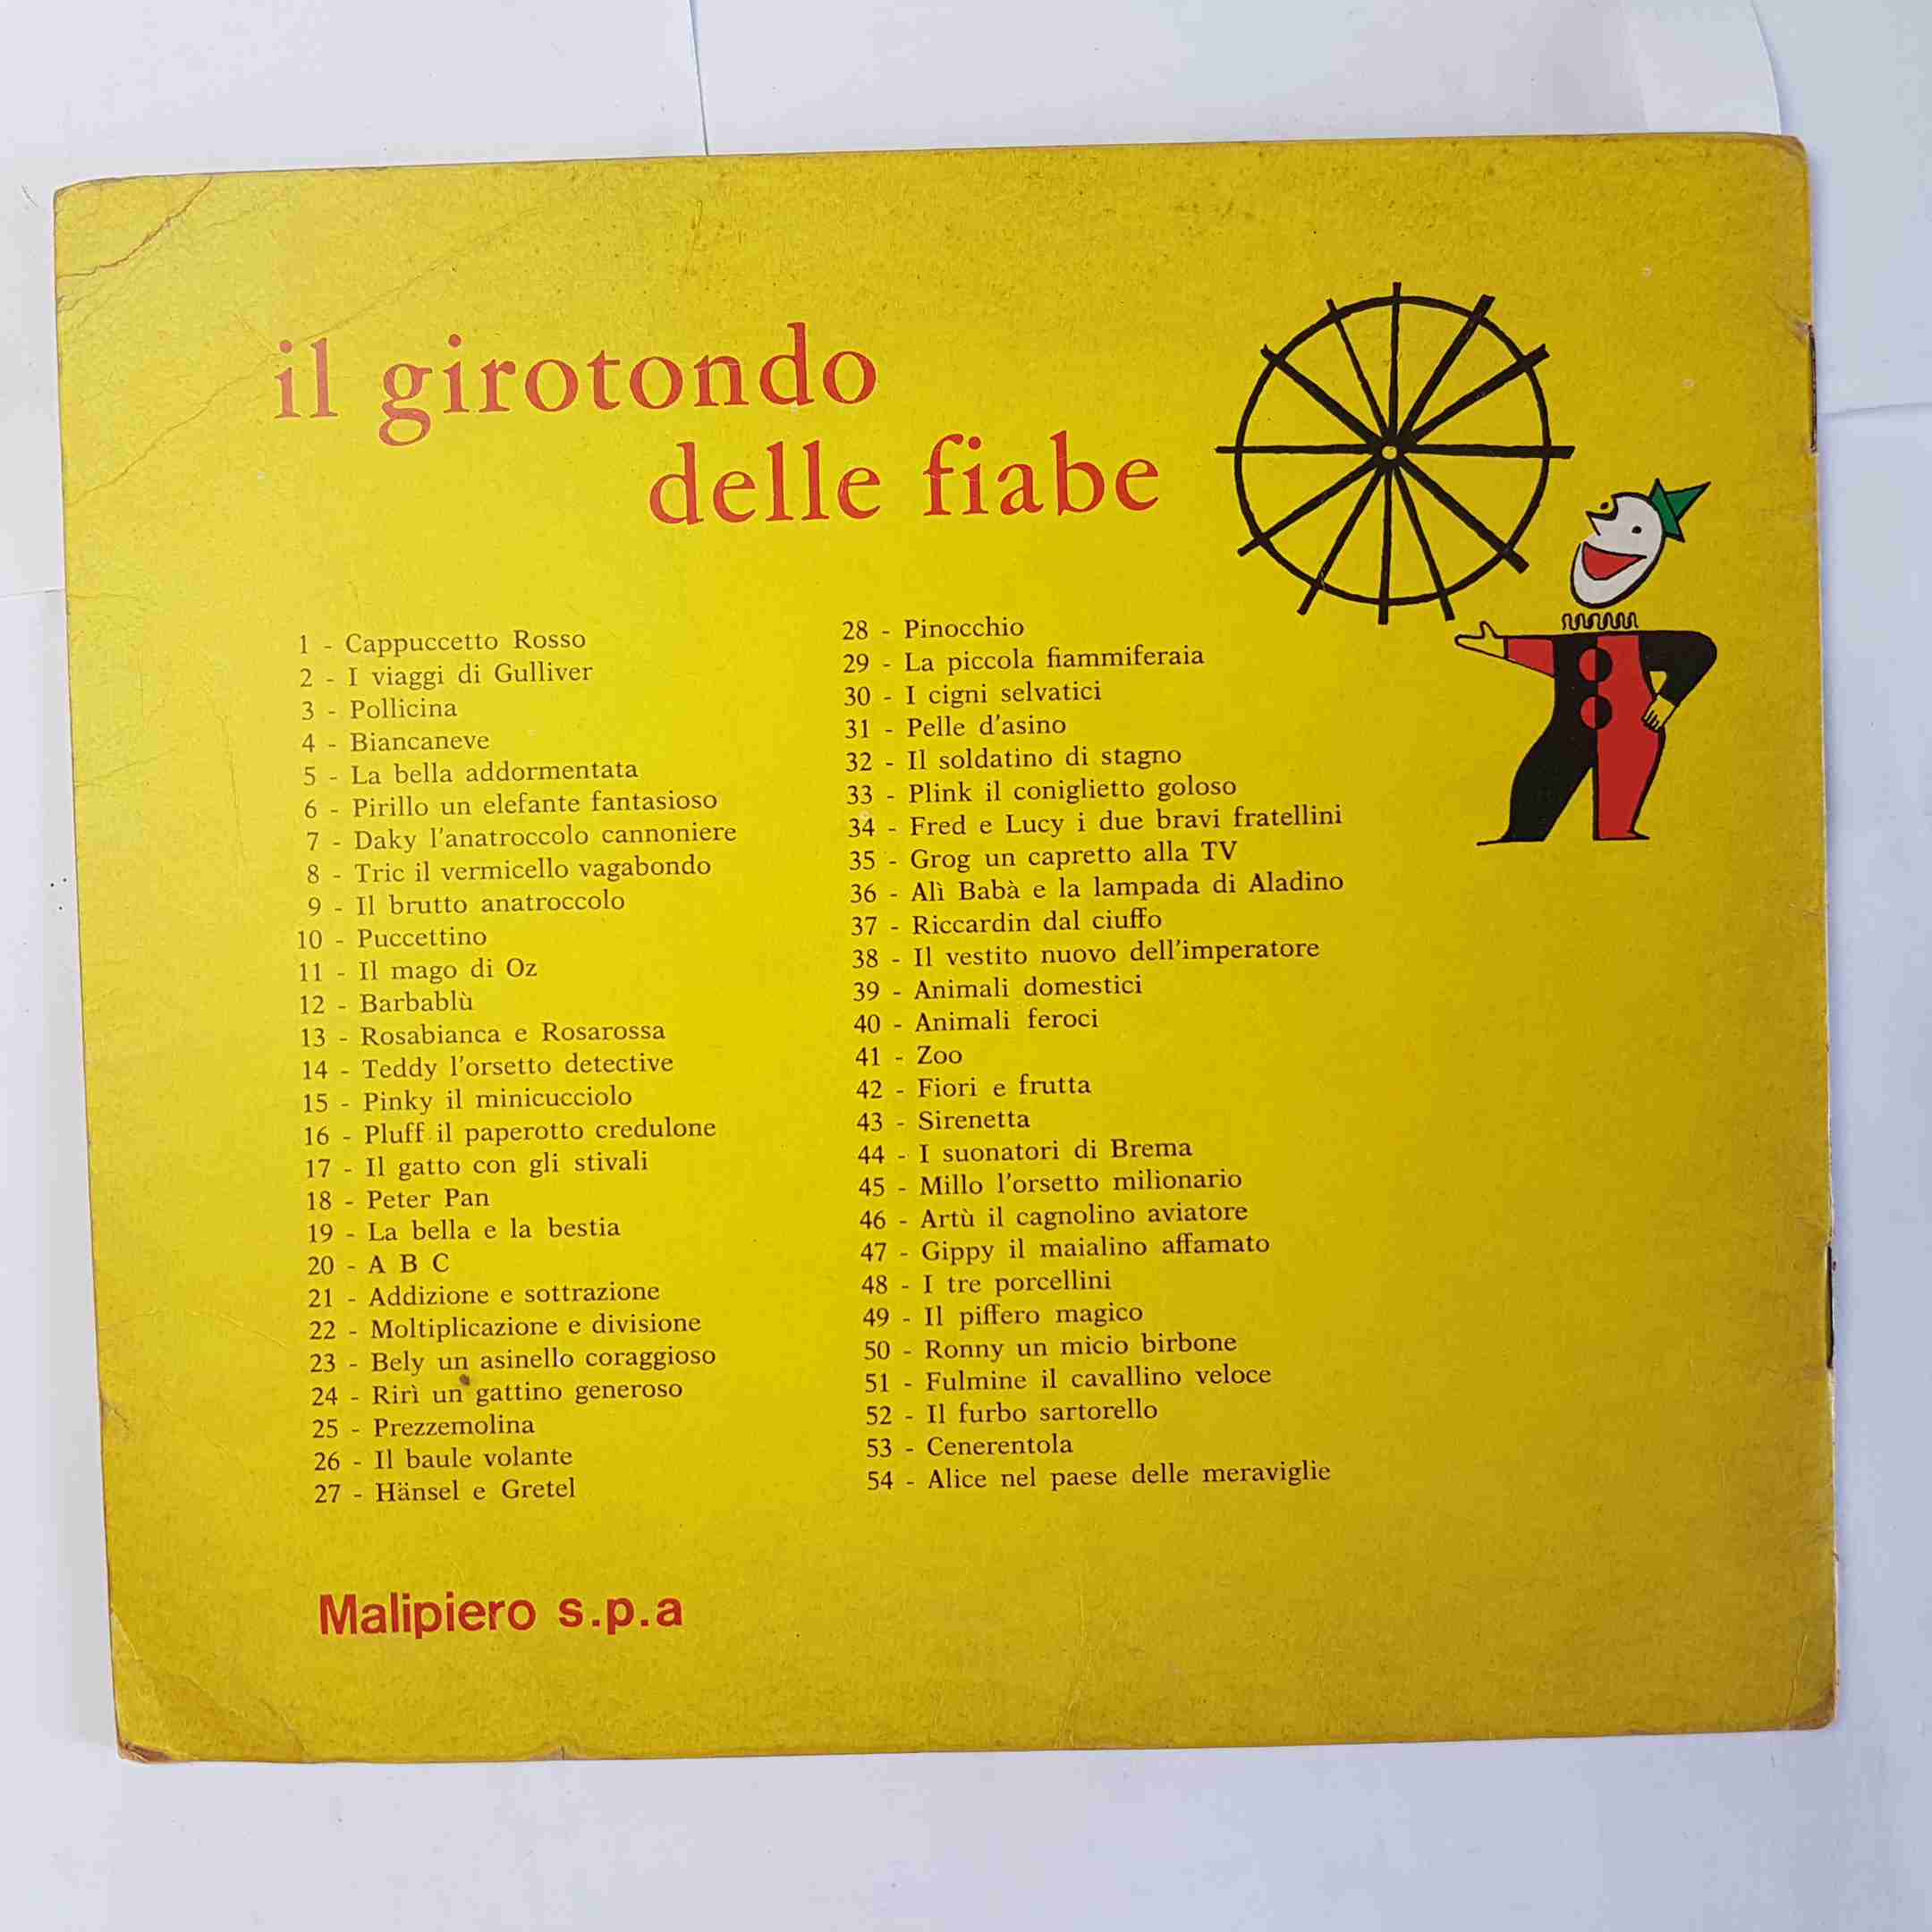 il girotondo
delle fiabe
1 - Cappuccetto Rosso
2 - I viaggi di Gulliver
3 - Pollicina
4 - Biancaneve
5 - La bella addormentata
6 - Pirillo un elefante fantasioso
7 - Daky l'anatroccolo cannoniere
8 - Tric il vermicello vagabondo
9 - Il brutto anatroccolo
10 - Puccettino
11 - Il mago di Oz
12 - Barbablù
13 - Rosabianca e Rosarossa
14 - Teddy l'orsetto detective
15 - Pinky il minicucciolo
16 - Pluff il paperotto credulone
17 - Il gatto con gli stivali
18 - Peter Pan
19 - La bella e la bestia
20 - A B C
21 - Addizione e sottrazione
22 - Moltiplicazione e divisione
23 - Bely un asinello coraggioso
24 - Rirì un gattino generoso
25 - Prezzemolina
26 - Il baule volante
27 - Hänsel e Gretel
28 - Pinocchio
29 - La piccola fiammiferaia
30 - I cigni selvatici
31 - Pelle d'asino
32 - Il soldatino di stagno
33 - Plink il coniglietto goloso
34 - Fred e Lucy i due bravi fratellini
35 - Grog un capretto alla TV
36 - Alì Babà e la lampada di Aladino
37 - Riccardin dal ciuffo
38 - Il vestito nuovo dell'imperatore
39 - Animali domestici
40 - Animali feroci
41 - Zoo
42 - Fiori e frutta
43 - Sirenetta
44 - I suonatori di Brema
45 - Millo l'orsetto milionario
46 - Artù il cagnolino aviatore
47 - Gippy il maialino affamato
48 - I tre porcellini
49 - Il piffero magico
50 - Ronny un micio birbone
51 - Fulmine il cavallino veloce
52 - Il furbo sartorello
53 - Cenerentola
54 - Alice nel paese delle meraviglie
Malipiero s.p.a